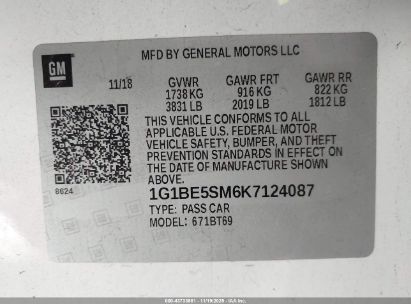 GM
MFD BY GENERAL MOTORS LLC
11/18 GVWR GAWR FRT GAWR RR
1738 KG 916 KG 822 KG
3831 LB 2019 LB 1812 LB
THIS VEHICLE CONFORMS TO ALL
APPLICABLE U.S. FEDERAL MOTOR
VEHICLE SAFETY, BUMPER, AND THEFT
PREVENTION STANDARDS IN EFFECT ON
THE DATE OF MANUFACTURE SHOWN
ABOVE.
8624
1G1BE5SM6K7124087
TYPE: PASS CAR
MODEL: 671BT69